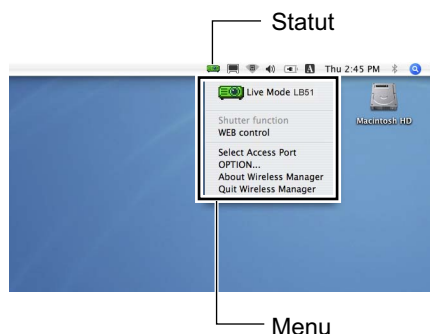 Statut
Thu 2:45 PM
Live Mode LB51
Macintosh HD
Shutter function
WEB control
Select Access Port
OPTION...
About Wireless Manager
Quit Wireless Manager
Menu